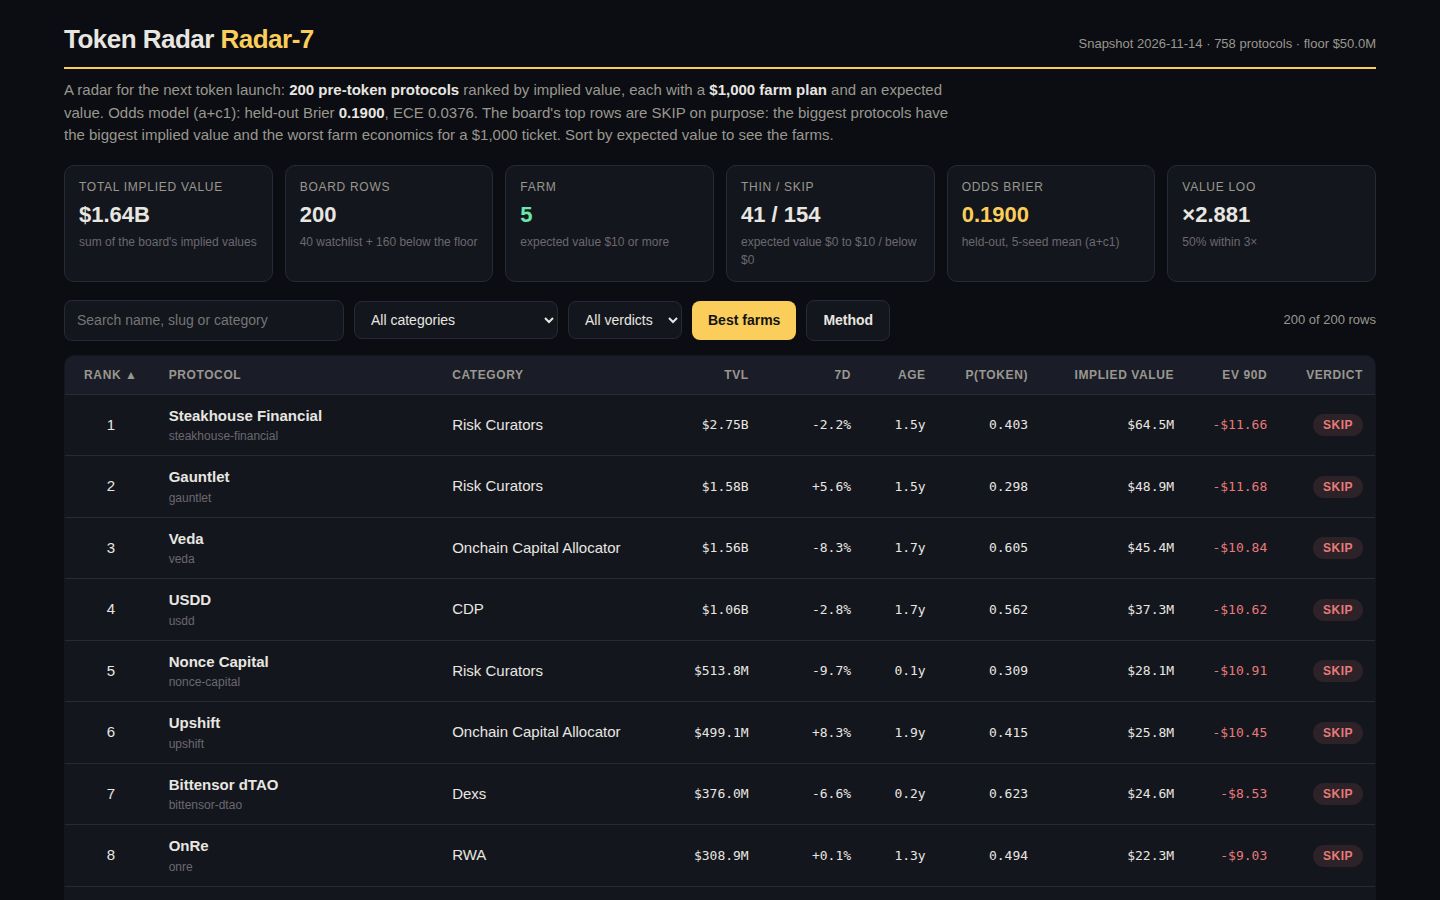 Token Radar Radar-7
Snapshot 2026-11-14 · 758 protocols · floor $50.0M
A radar for the next token launch: 200 pre-token protocols ranked by implied value, each with a $1,000 farm plan and an expected
value. Odds model (a+c1): held-out Brier 0.1900, ECE 0.0376. The board's top rows are SKIP on purpose: the biggest protocols have
the biggest implied value and the worst farm economics for a $1,000 ticket. Sort by expected value to see the farms.
TOTAL IMPLIED VALUE
$1.64B
sum of the board's implied values
BOARD ROWS
200
40 watchlist + 160 below the floor
FARM
5
expected value $10 or more
THIN / SKIP
41 / 154
expected value $0 to $10 / below
$0
ODDS BRIER
0.1900
held-out, 5-seed mean (a+c1)
VALUE LOO
×2.881
50% within 3×
Search name, slug or category
All categories
All verdicts
Best farms
Method
200 of 200 rows
RANK ▲ PROTOCOL CATEGORY TVL 7D AGE P(TOKEN) IMPLIED VALUE EV 90D VERDICT
1 Steakhouse Financial Risk Curators $2.75B -2.2% 1.5y 0.403 $64.5M -$11.66 SKIP
steakhouse-financial
2 Gauntlet Risk Curators $1.58B +5.6% 1.5y 0.298 $48.9M -$11.68 SKIP
gauntlet
3 Veda Onchain Capital Allocator $1.56B -8.3% 1.7y 0.605 $45.4M -$10.84 SKIP
veda
4 USDD CDP $1.06B -2.8% 1.7y 0.562 $37.3M -$10.62 SKIP
usdd
5 Nonce Capital Risk Curators $513.8M -9.7% 0.1y 0.309 $28.1M -$10.91 SKIP
nonce-capital
6 Upshift Onchain Capital Allocator $499.1M +8.3% 1.9y 0.415 $25.8M -$10.45 SKIP
upshift
7 Bittensor dTAO Dexs $376.0M -6.6% 0.2y 0.623 $24.6M -$8.53 SKIP
bittensor-dtao
8 OnRe RWA $308.9M +0.1% 1.3y 0.494 $22.3M -$9.03 SKIP
onre